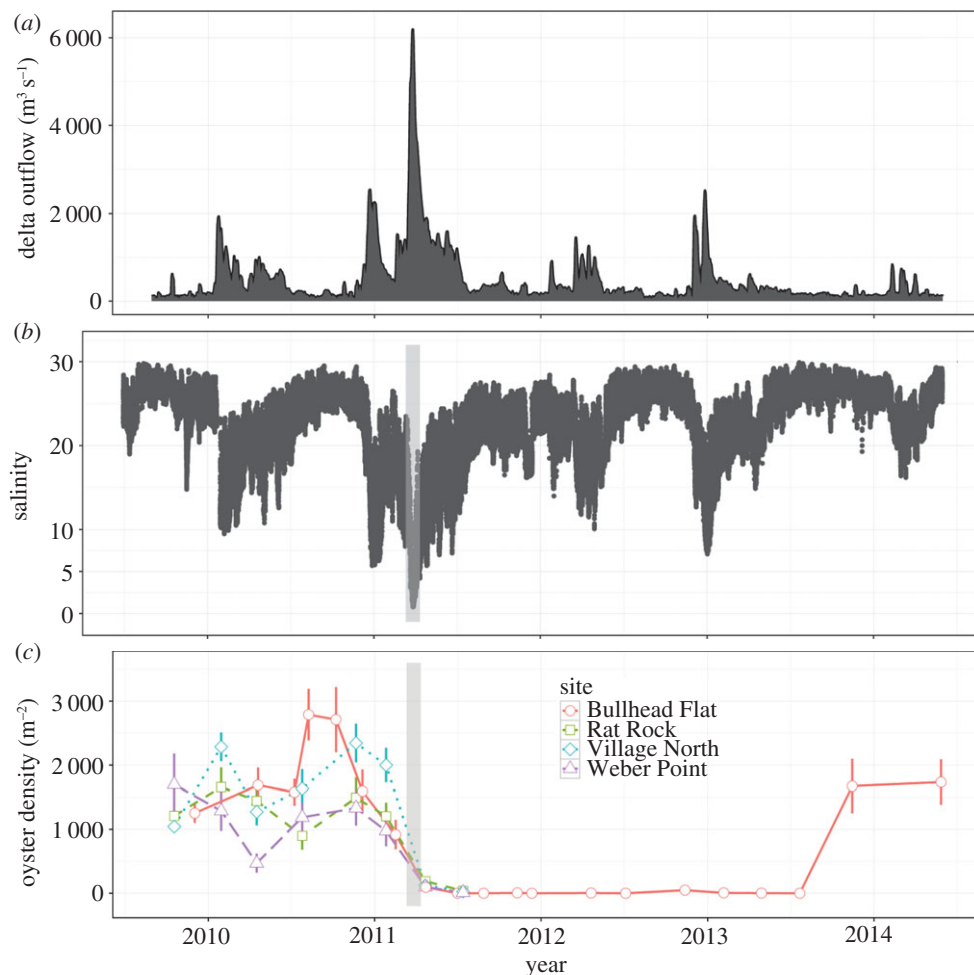 (a)
delta outflow (m³ s⁻¹)
6 000
4 000
2 000
0
(b)
salinity
30
20
10
5
0
(c)
oyster density (m⁻²)
3 000
2 000
1 000
0
site
Bullhead Flat
Rat Rock
Village North
Weber Point
2010 2011 2012 2013 2014
year